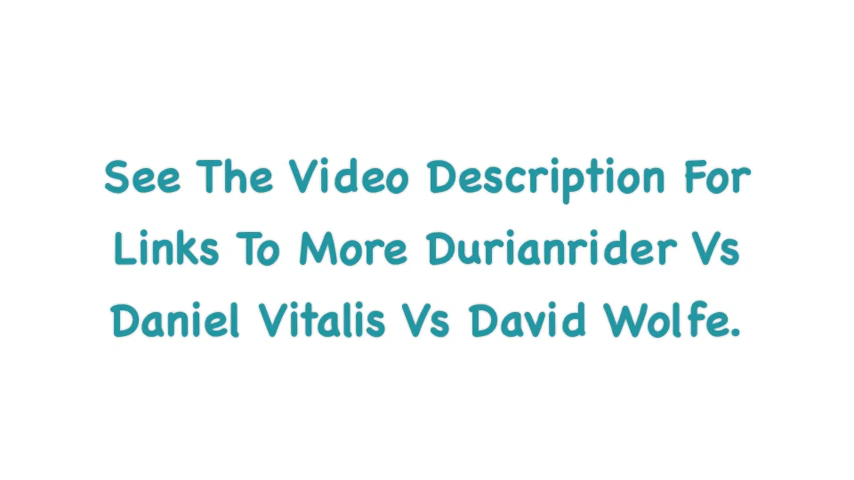 See The Video Description For
Links To More Durianrider Vs
Daniel Vitalis Vs David Wolfe.